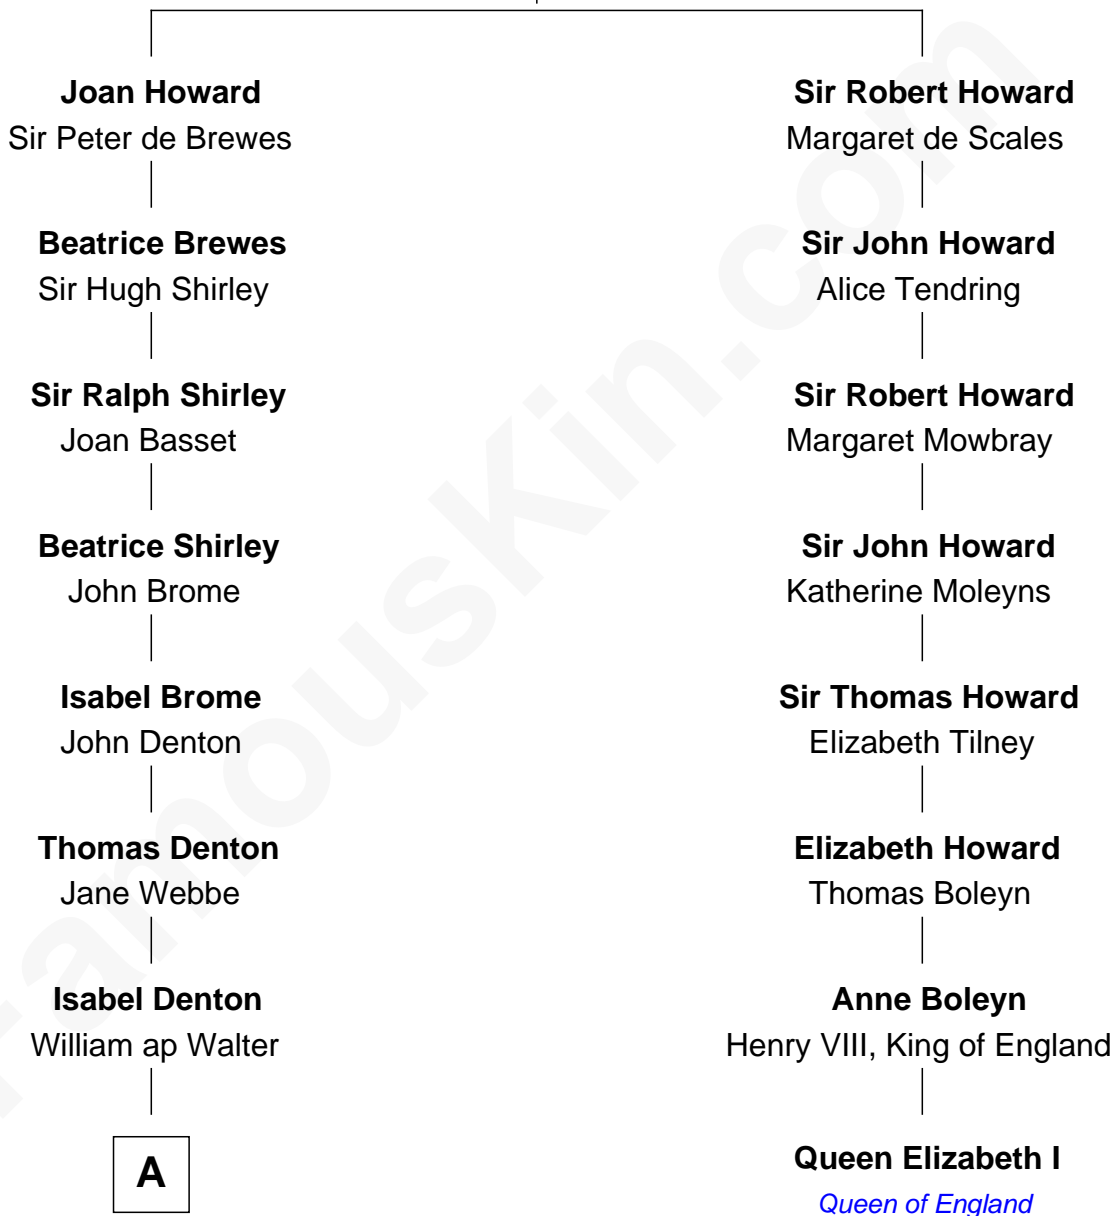 Joan Howard
Sir Peter de Brewes
Beatrice Brewes
Sir Hugh Shirley
Sir Ralph Shirley
Joan Basset
Beatrice Shirley
John Brome
Isabel Brome
John Denton
Thomas Denton
Jane Webbe
Isabel Denton
William ap Walter
A
Sir Robert Howard
Margaret de Scales
Sir John Howard
Alice Tendring
Sir Robert Howard
Margaret Mowbray
Sir John Howard
Katherine Moleyns
Sir Thomas Howard
Elizabeth Tilney
Elizabeth Howard
Thomas Boleyn
Anne Boleyn
Henry VIII, King of England
Queen Elizabeth I
Queen of England
FamousKin.com